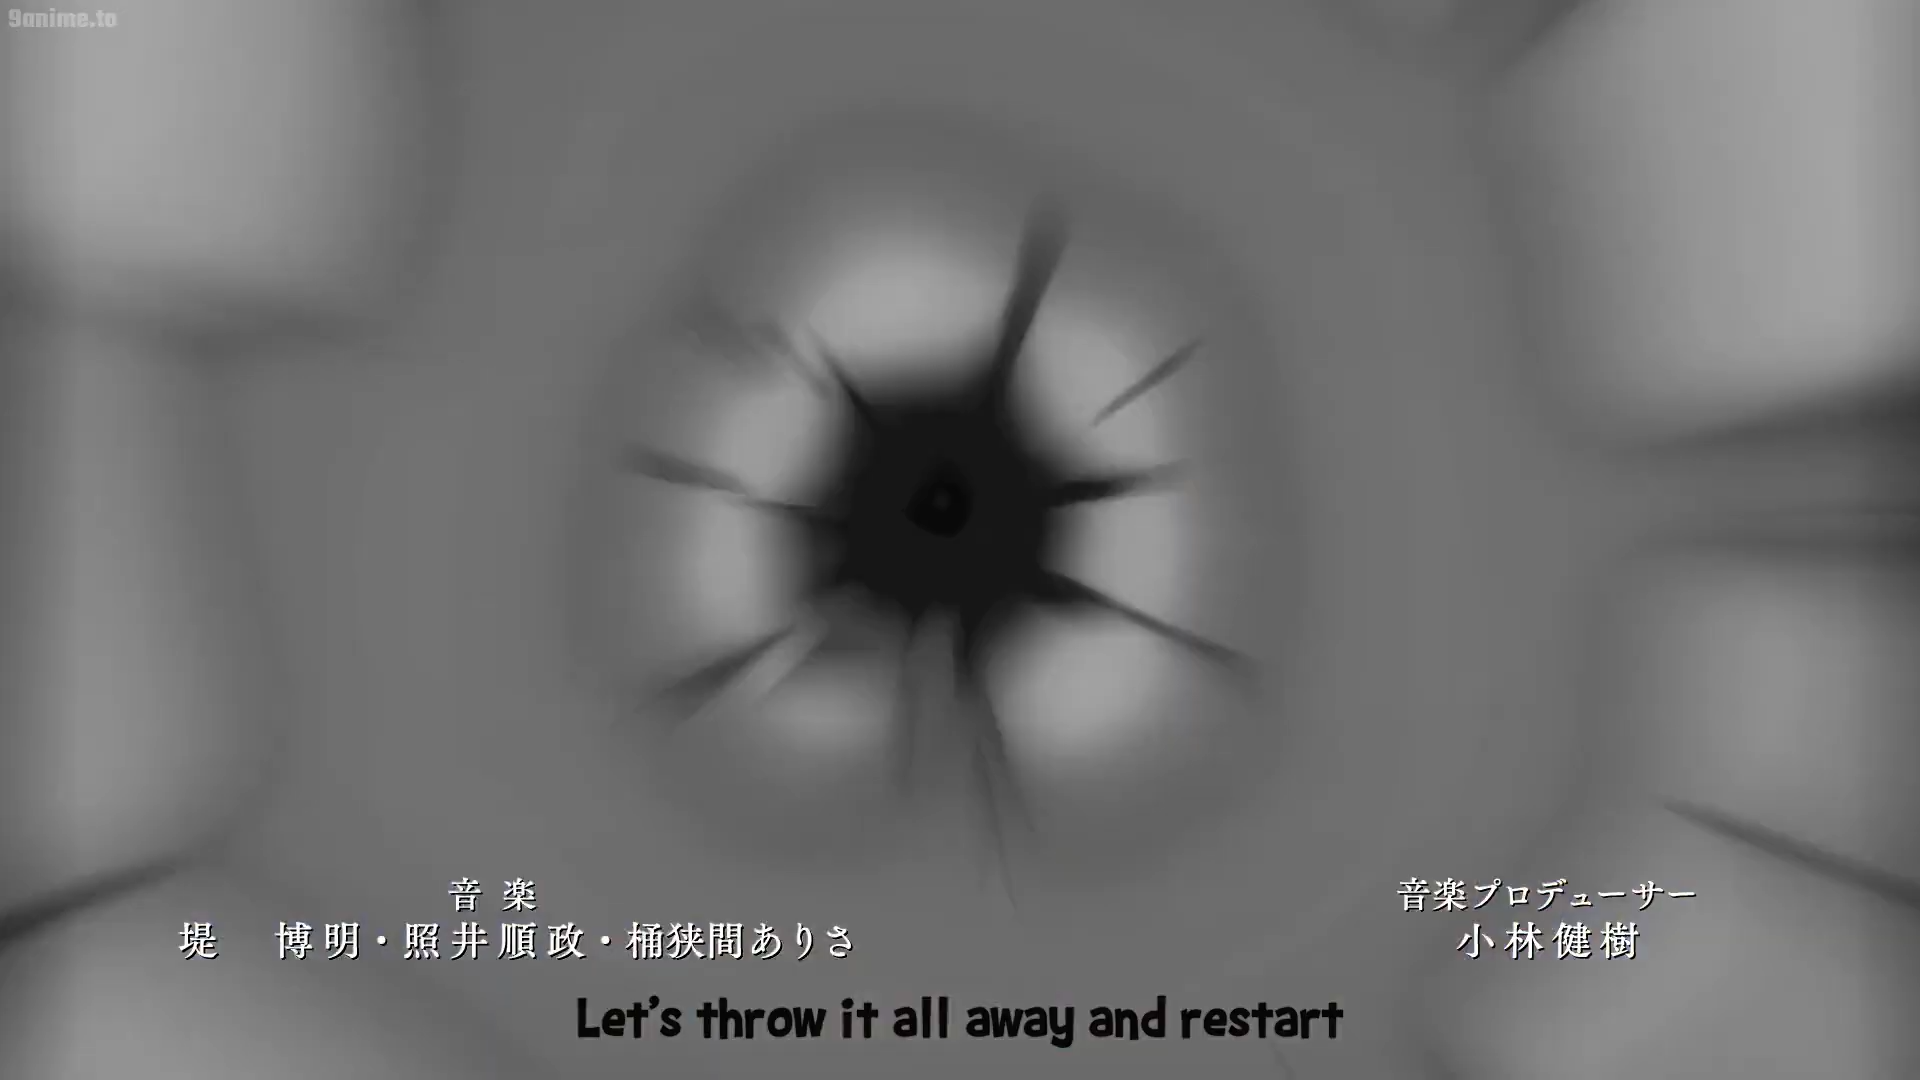 9anime.to
音楽
堤 博明・照井順政・桶狭間ありさ
音楽プロデューサー
小林健樹
Let's throw it all away and restart